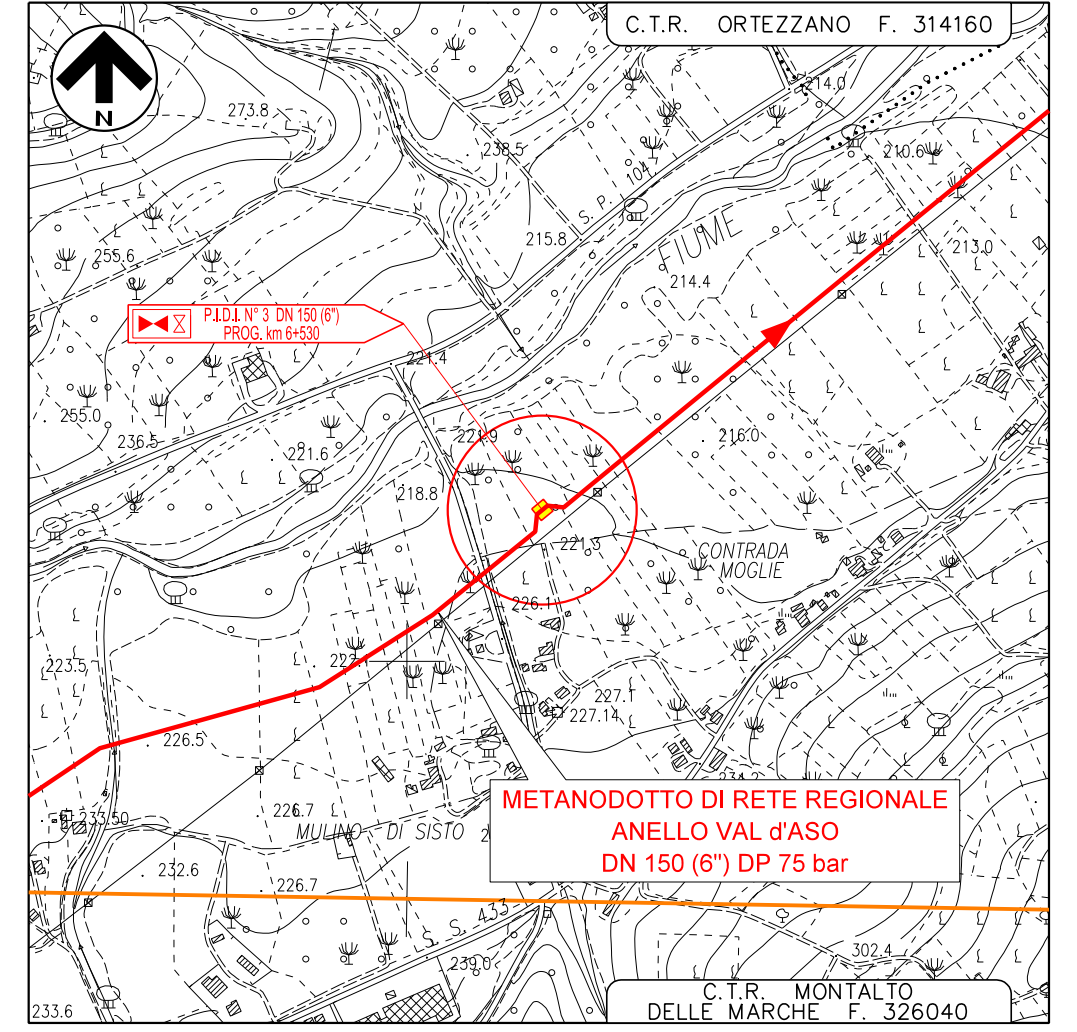 C.T.R. ORTEZZANO F. 314160
N
273.8
238.5
214.0
210.6
S.P. 104
FIUME
213.0
215.8
255.6
214.4
P.I.D.I. N° 3 DN 150 (6")
PROG. km 6+530
221.4
255.0
236.5
221.9
216.0
221.6
218.8
221.3
CONTRADA
MOGLIE
226.1
223.5
227.1
227.14
226.5
METANODOTTO DI RETE REGIONALE
ANELLO VAL d'ASO
DN 150 (6") DP 75 bar
233.50
226.7
MULINO DI SISTO
232.6
226.7
S.S. 433
239.0
302.4
233.6
C.T.R. MONTALTO
DELLE MARCHE F. 326040